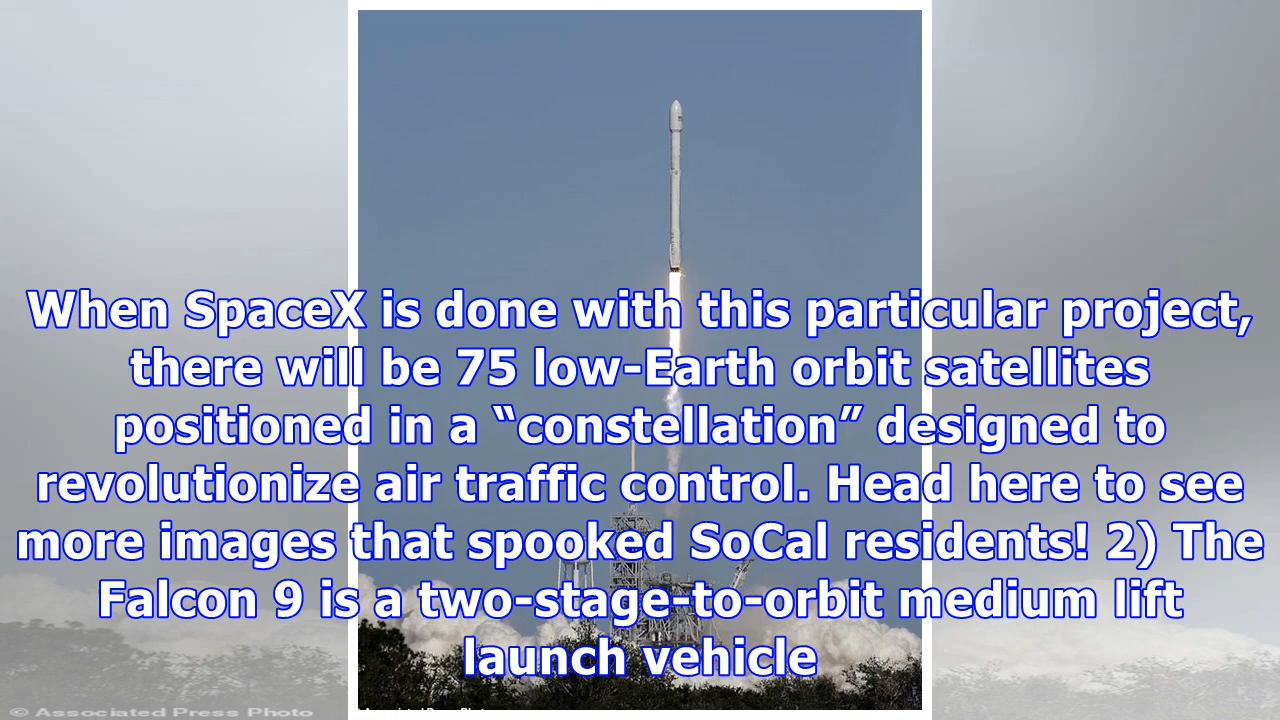 When SpaceX is done with this particular project,
there will be 75 low-Earth orbit satellites
positioned in a “constellation” designed to
revolutionize air traffic control. Head here to see
more images that spooked SoCal residents! 2) The
Falcon 9 is a two-stage-to-orbit medium lift
launch vehicle
© Associated Press Photo